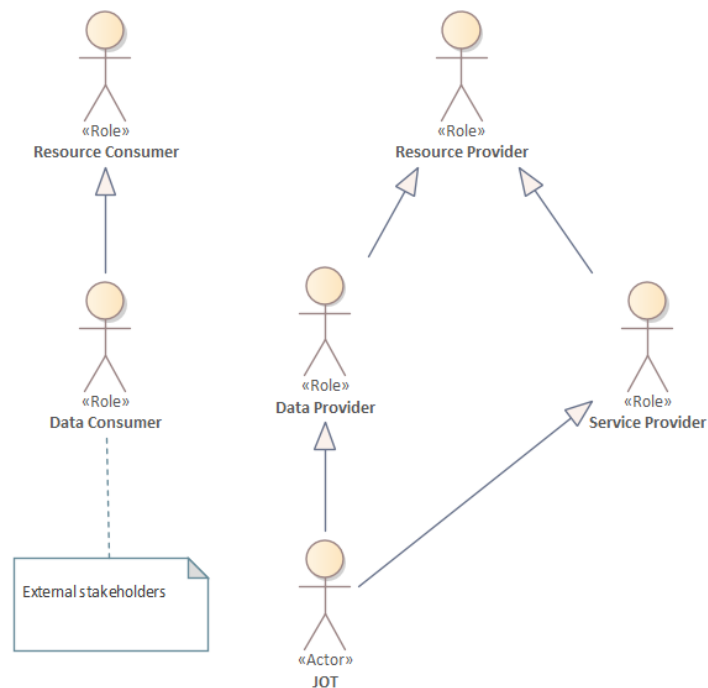 «Role»
Resource Consumer
«Role»
Resource Provider
«Role»
Data Consumer
«Role»
Data Provider
«Role»
Service Provider
External stakeholders
«Actor»
JOT